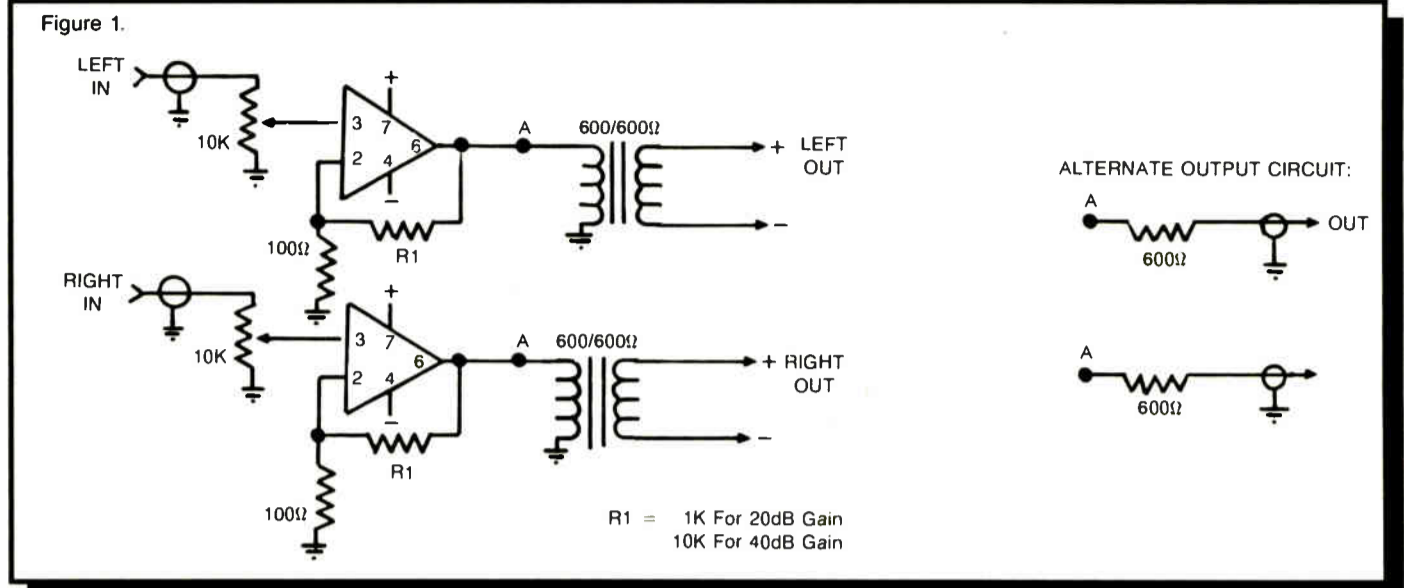 Figure 1.
LEFT
IN
10K
3
7
2
4
6
+
−
100Ω
R1
A
600/600Ω
+ LEFT
OUT
−
RIGHT
IN
10K
3
7
2
4
6
+
−
100Ω
R1
A
600/600Ω
+ RIGHT
OUT
−
R1 = 1K For 20dB Gain
10K For 40dB Gain
ALTERNATE OUTPUT CIRCUIT:
A
600Ω
OUT
A
600Ω